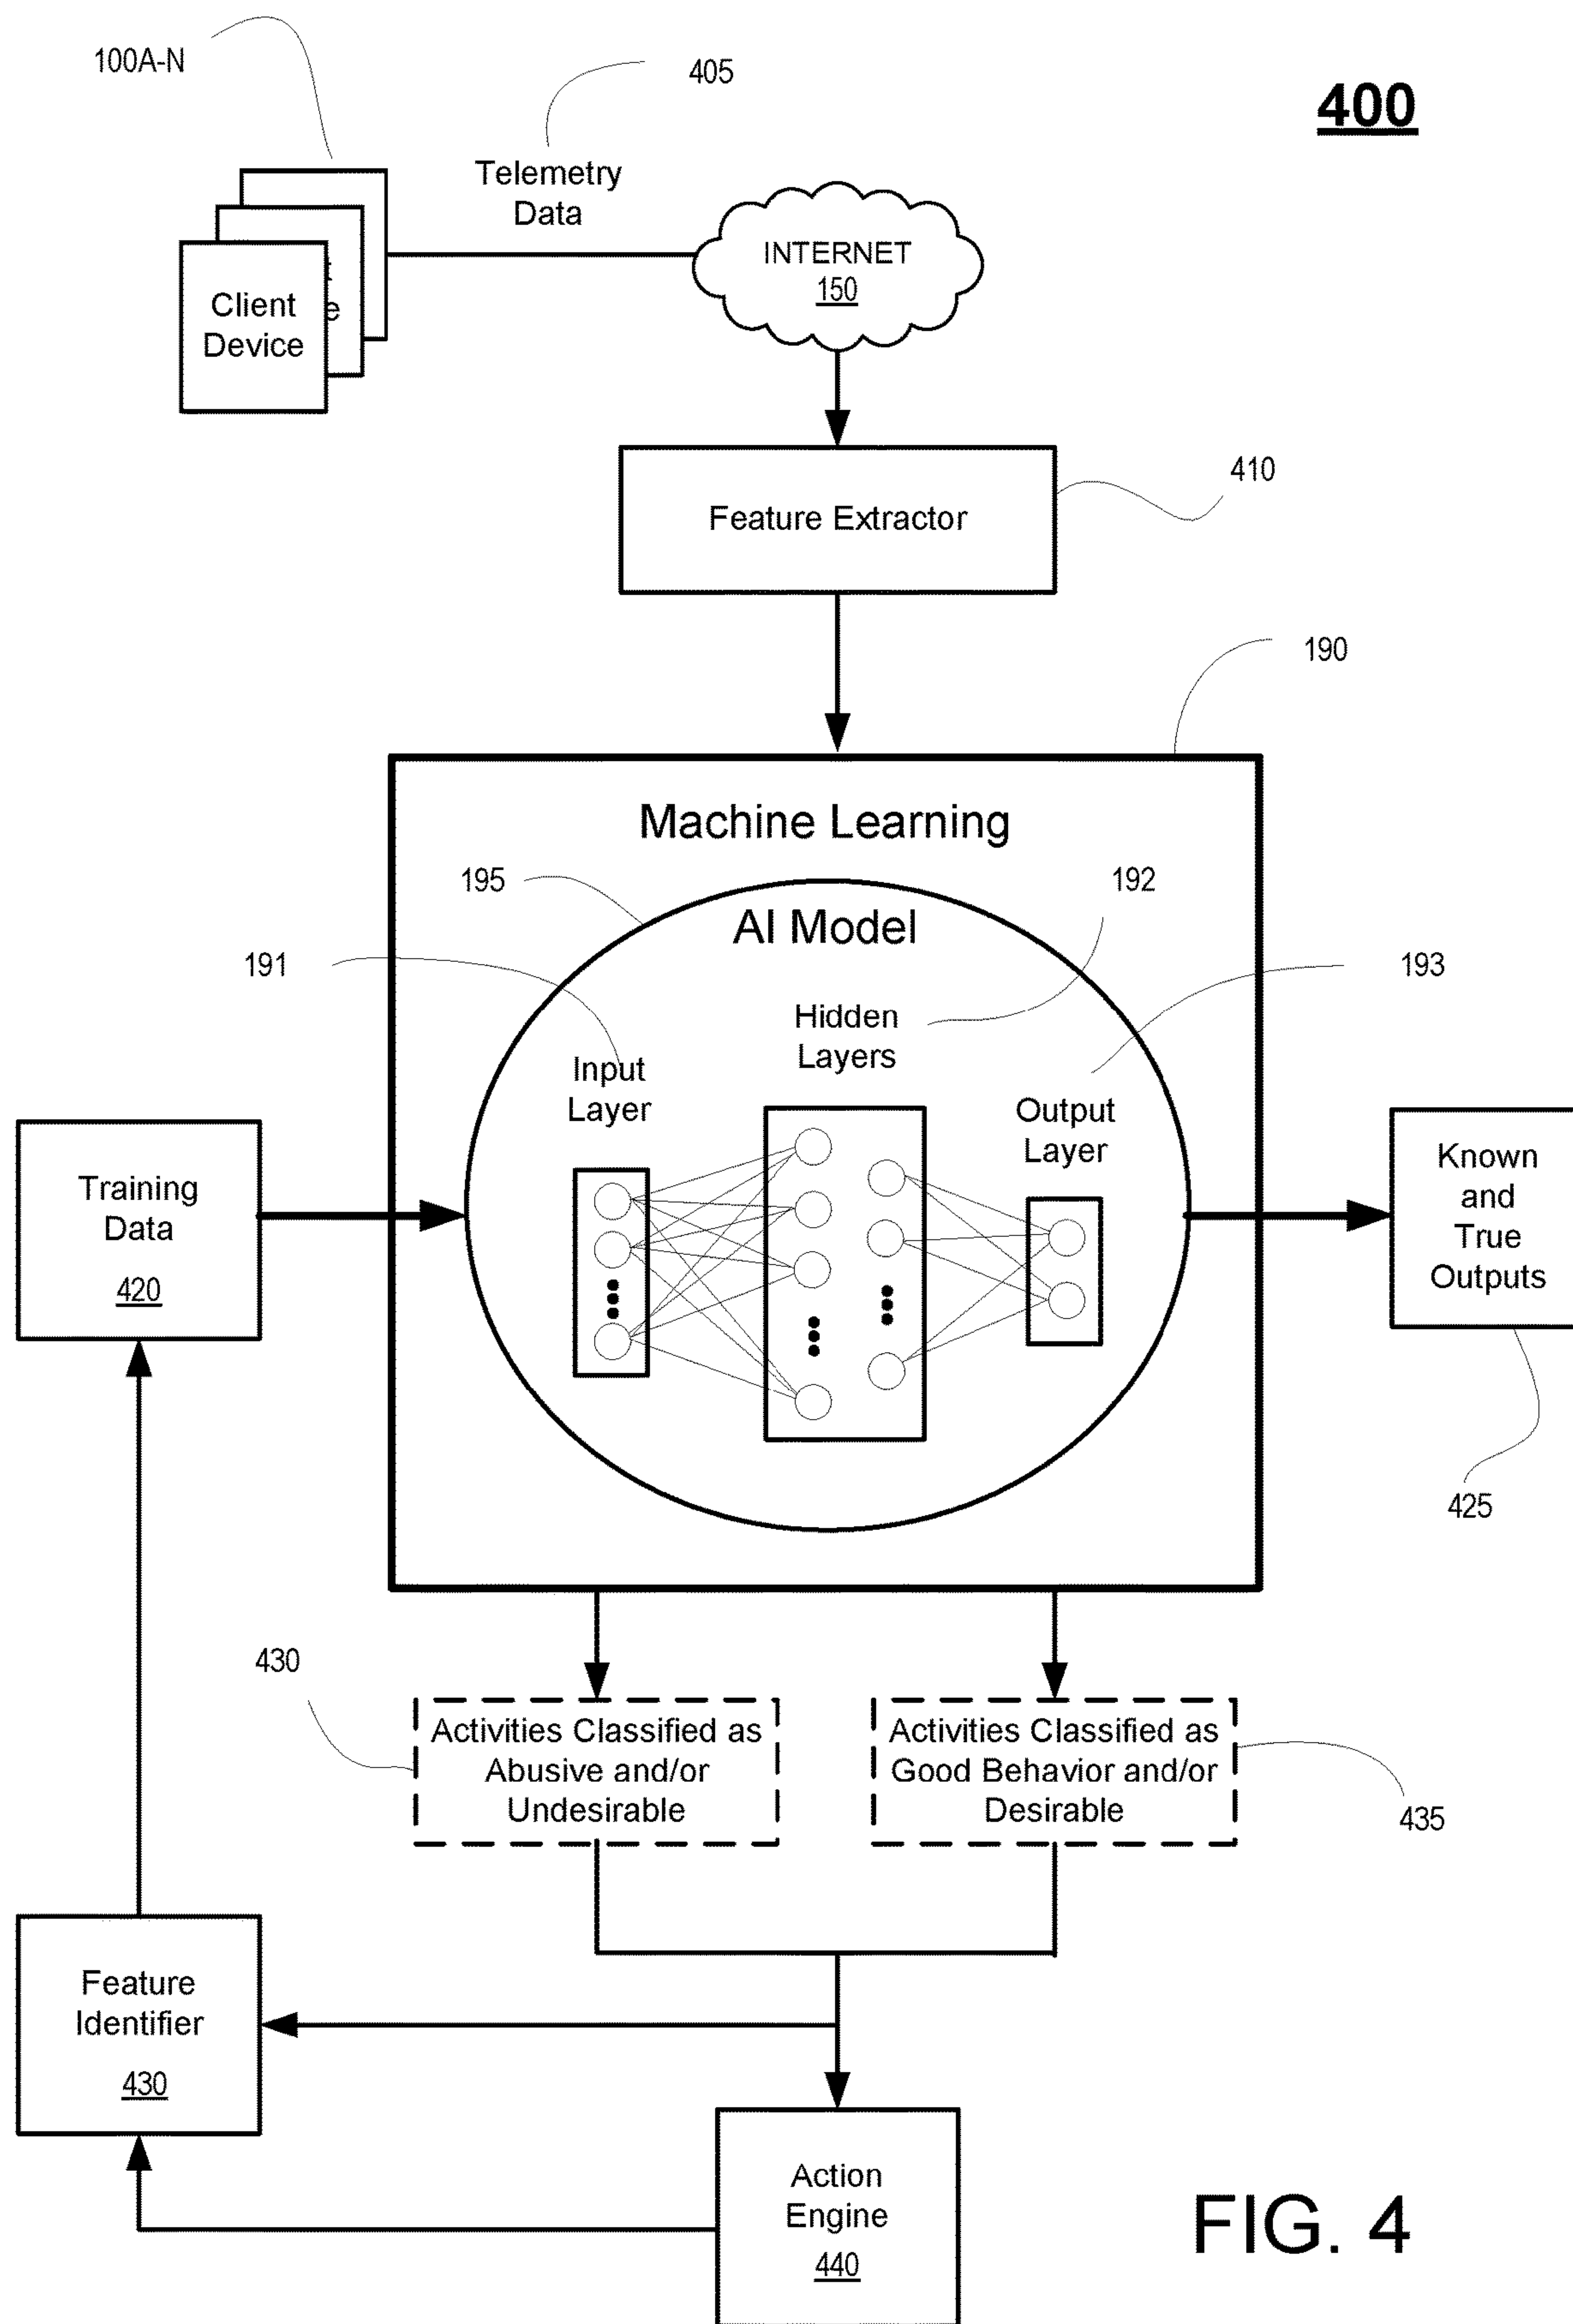 100A-N
405
400
Telemetry
Data
INTERNET
150
Client
Device
t
e
410
Feature Extractor
190
Machine Learning
195
192
AI Model
191
193
Hidden
Layers
Input
Layer
Output
Layer
Training
Data
420
Known
and
True
Outputs
425
430
Activities Classified as
Abusive and/or
Undesirable
Activities Classified as
Good Behavior and/or
Desirable
435
Feature
Identifier
430
Action
Engine
440
FIG. 4